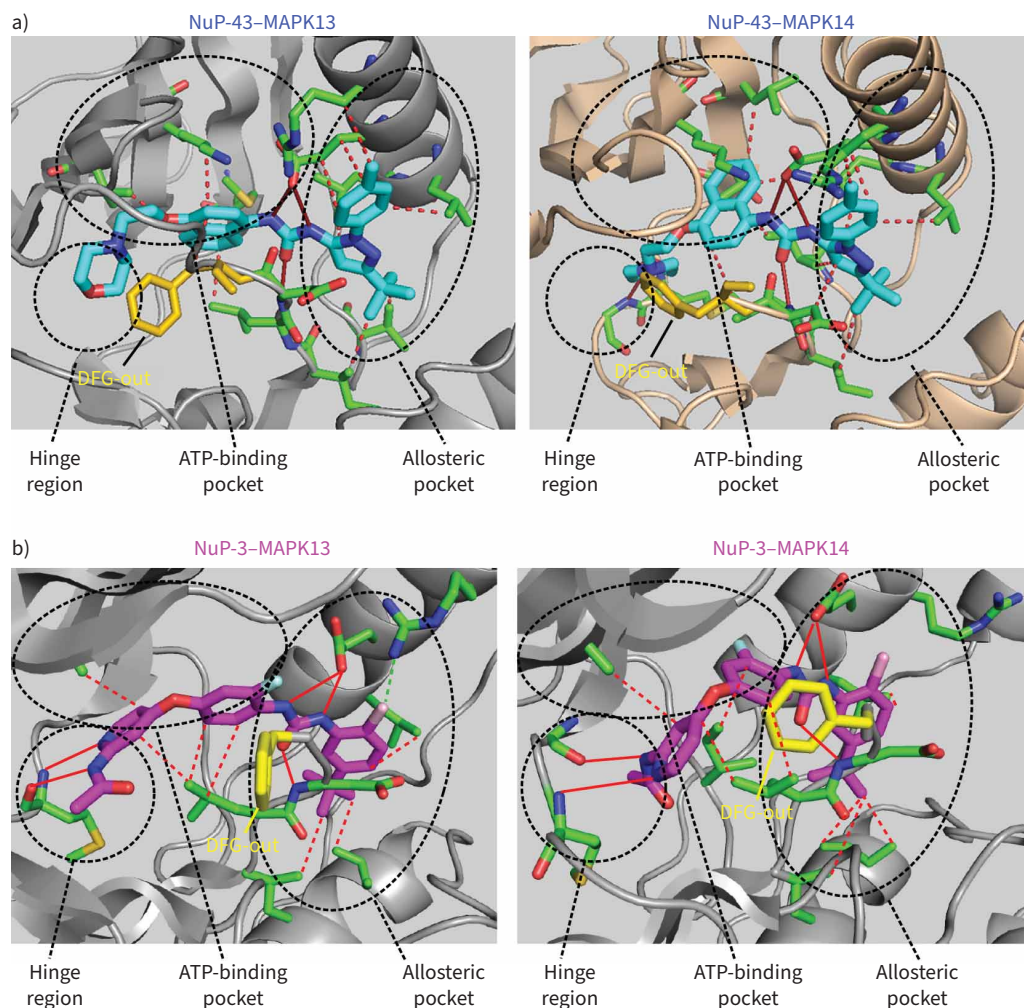 a)
NuP-43–MAPK13
NuP-43–MAPK14
DFG-out
DFG-out
Hinge
region
ATP-binding
pocket
Allosteric
pocket
Hinge
region
ATP-binding
pocket
Allosteric
pocket
b)
NuP-3–MAPK13
NuP-3–MAPK14
DFG-out
DFG-out
Hinge
region
ATP-binding
pocket
Allosteric
pocket
Hinge
region
ATP-binding
pocket
Allosteric
pocket